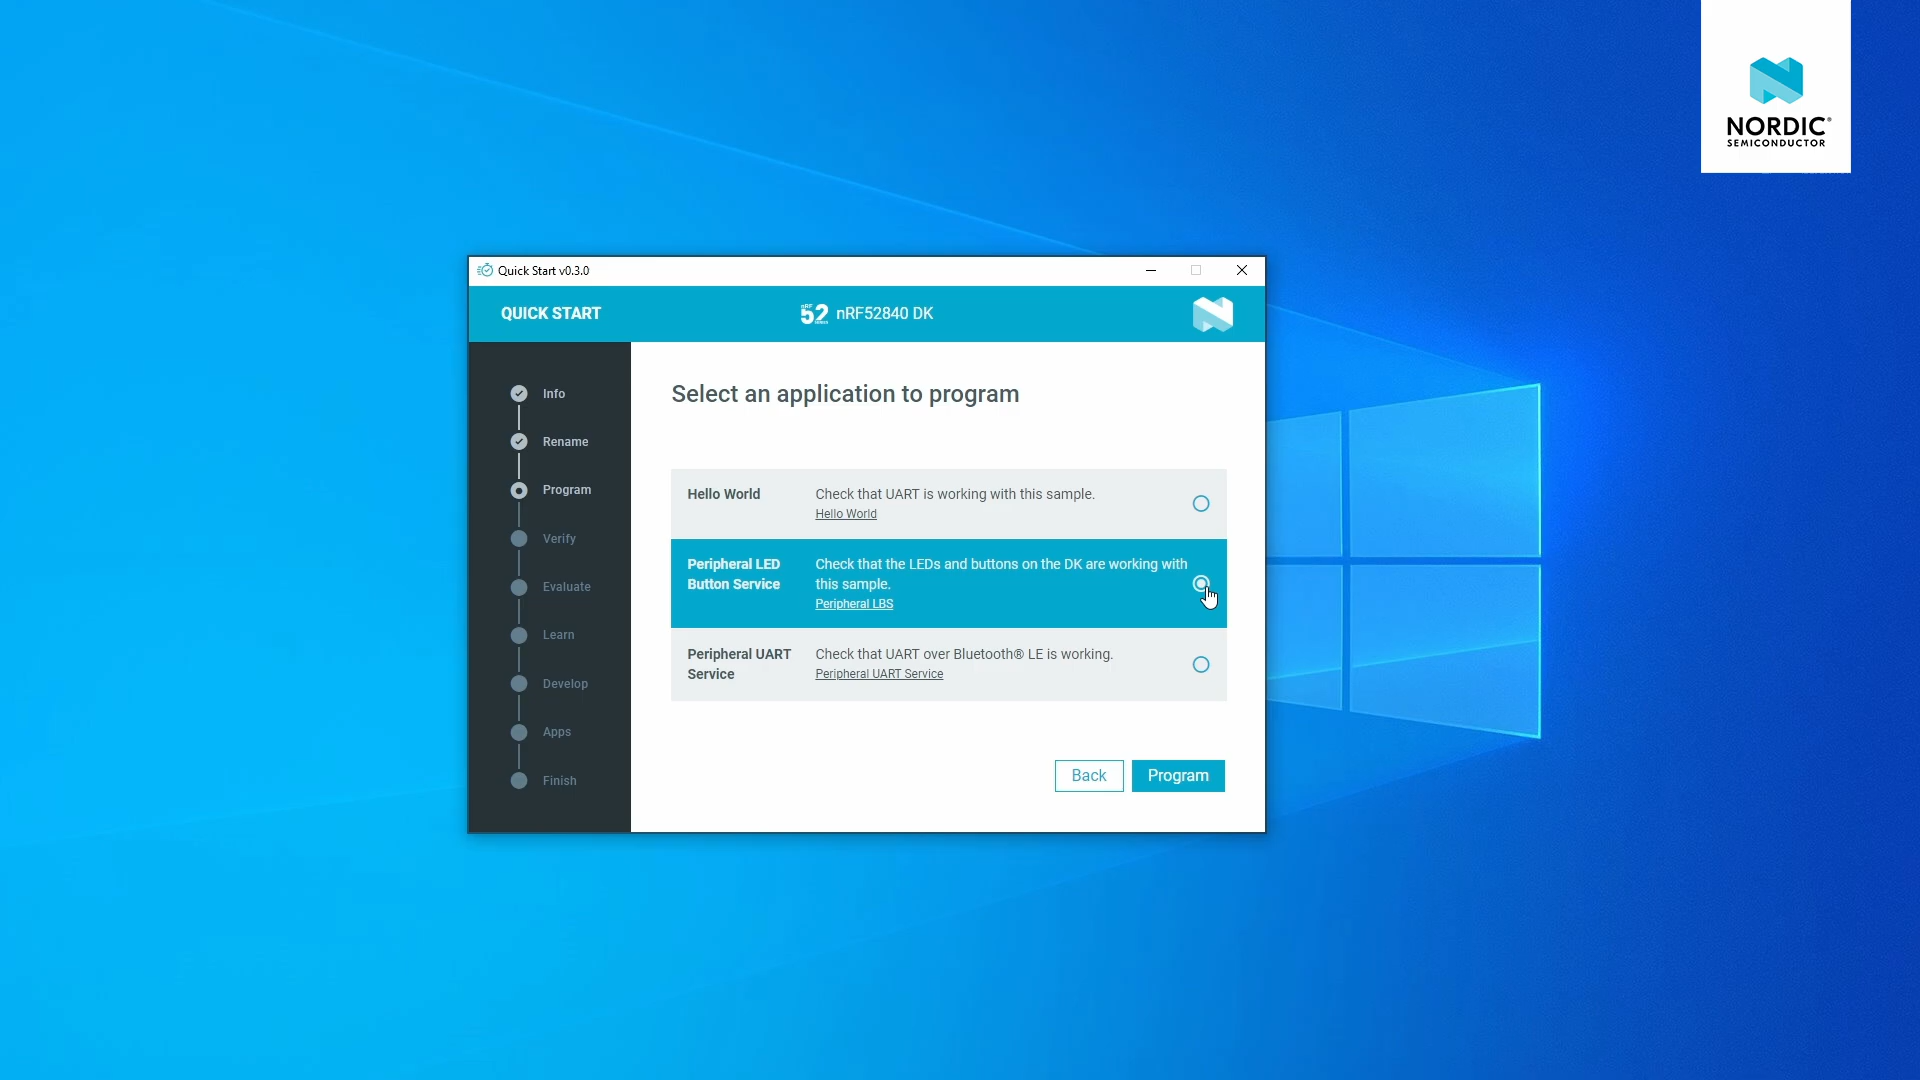 NORDIC®
SEMICONDUCTOR
Quick Start v0.3.0
QUICK START
nRF
52
nRF52840 DK
Info
Rename
Program
Verify
Evaluate
Learn
Develop
Apps
Finish
Select an application to program
Hello World
Check that UART is working with this sample.
Hello World
Peripheral LED
Button Service
Check that the LEDs and buttons on the DK are working with
this sample.
Peripheral LBS
Peripheral UART
Service
Check that UART over Bluetooth® LE is working.
Peripheral UART Service
Back
Program